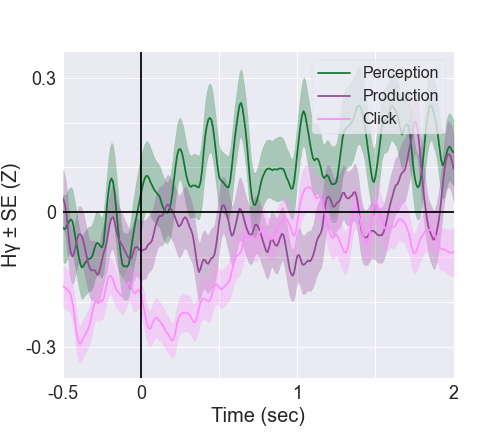 Perception
Production
Click
0.3
0
-0.3
Hγ ± SE (Z)
-0.5
0
1
2
Time (sec)